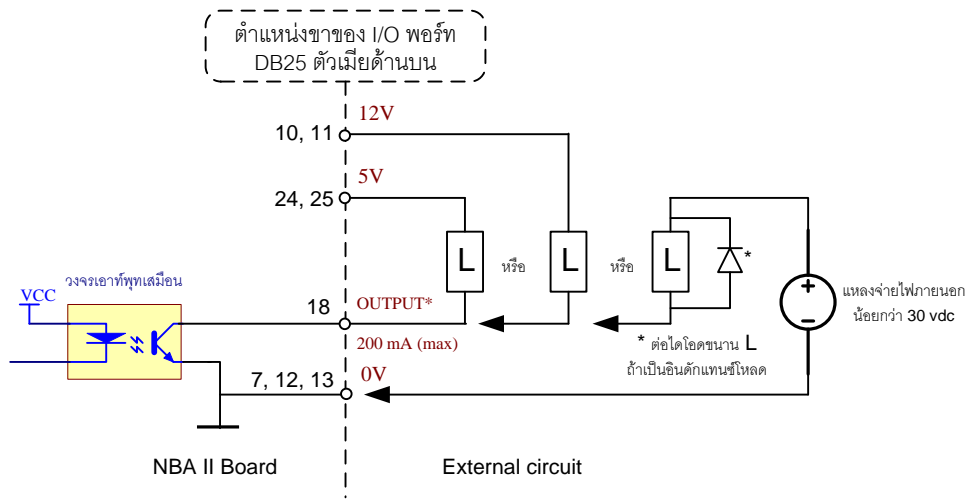 ตำแหน่งขาของ I/O พอร์ท
DB25 ตัวเมียด้านบน
12V
10, 11
5V
24, 25
L
หรือ
L
หรือ
L
*
วงจรเอาท์พุทเสมือน
VCC
18
OUTPUT*
200 mA (max)
แหลงจ่ายไฟภายนอก
น้อยกว่า 30 vdc
* ต่อไดโอดขนาน L
ถ้าเป็นอินดักแทนซ์โหลด
7, 12, 13
0V
NBA II Board
External circuit